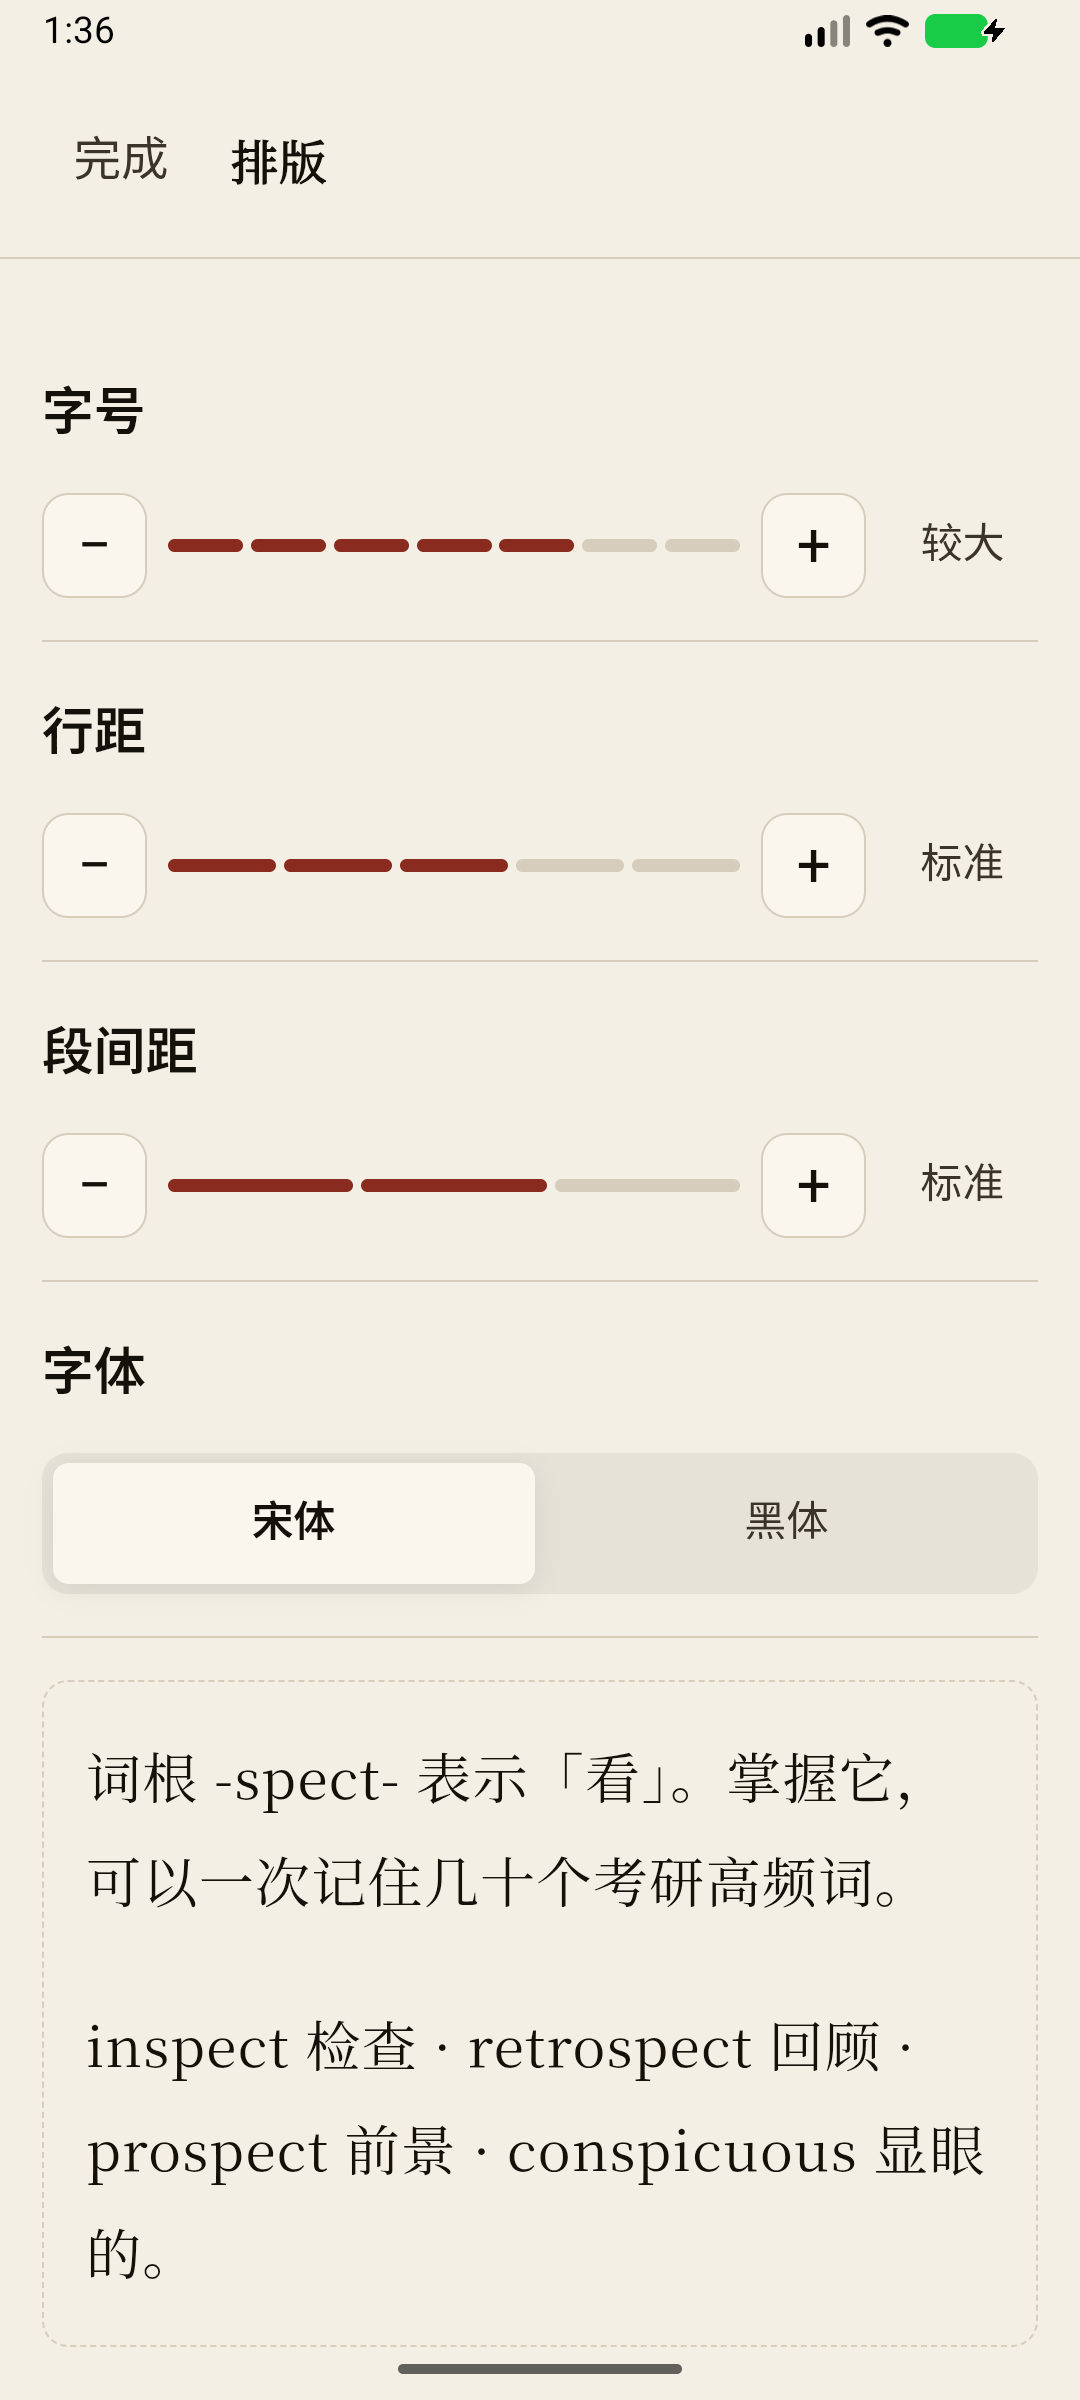 1:36
完成 排版
字号
− + 较大
行距
− + 标准
段间距
− + 标准
字体
宋体 黑体
词根 -spect- 表示「看」。掌握它，
可以一次记住几十个考研高频词。
inspect 检查 · retrospect 回顾 ·
prospect 前景 · conspicuous 显眼
的。